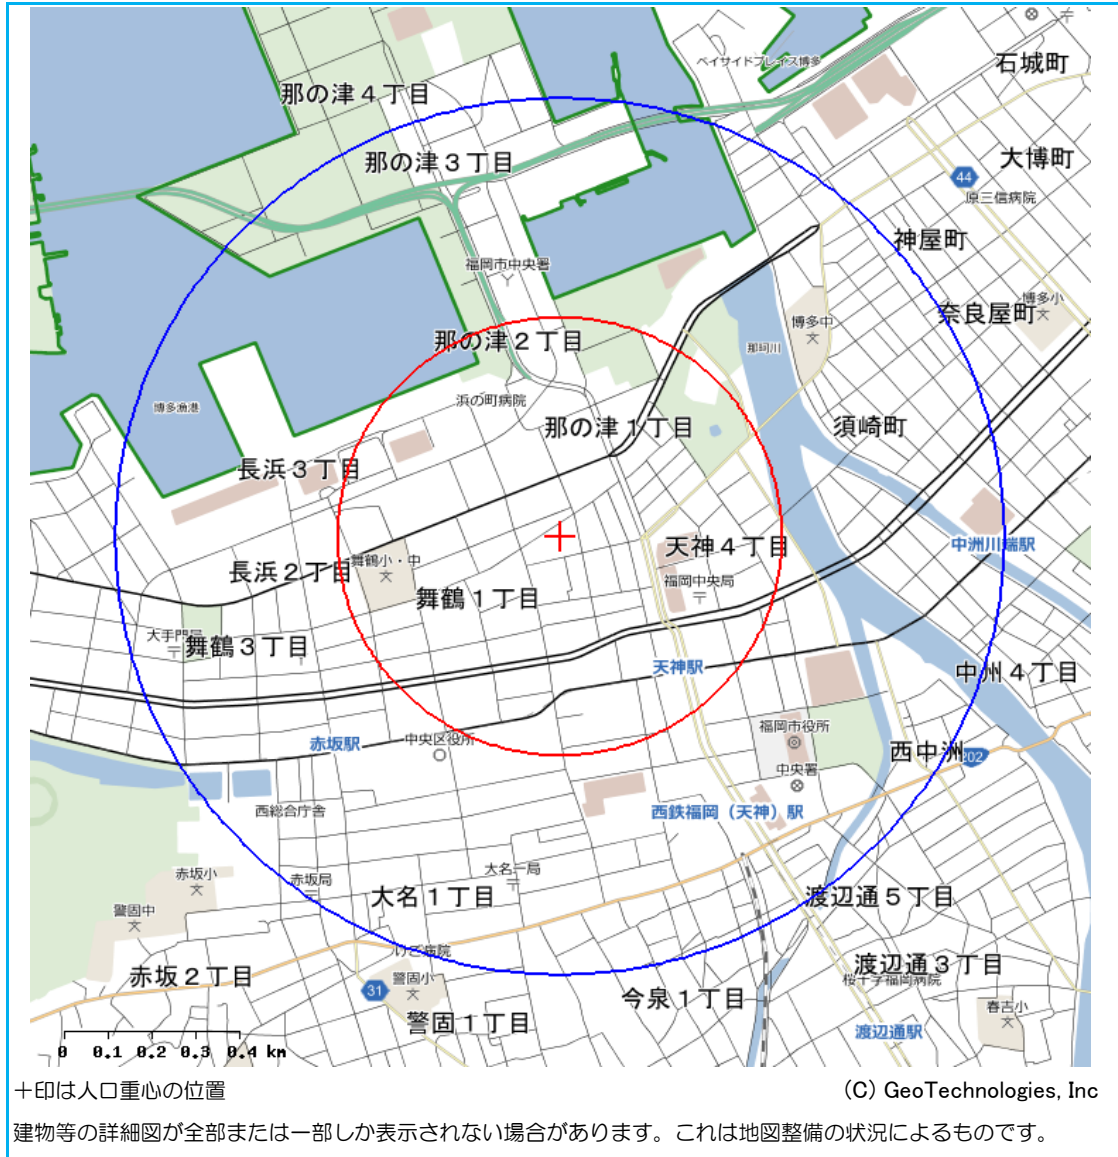 ベイサイドプレイス博多
石城町
那の津4丁目
那の津3丁目
大博町
44
原三信病院
神屋町
福岡市中央署
奈良屋町
博多小
博多中
那珂川
那の津2丁目
浜の町病院
博多漁港
那の津1丁目
須崎町
長浜3丁目
天神4丁目
中洲川端駅
舞鶴小・中
長浜2丁目
福岡中央局
舞鶴1丁目
大手門局
舞鶴3丁目
天神駅
中州4丁目
赤坂駅
中央区役所
福岡市役所
西中洲
202
中央署
西総合庁舎
西鉄福岡(天神)駅
赤坂小
赤坂局
大名一局
大名1丁目
渡辺通5丁目
警固中
けご病院
赤坂2丁目
渡辺通3丁目
警固小
31
桜十字福岡病院
今泉1丁目
春吉小
警固1丁目
渡辺通駅
0 0.1 0.2 0.3 0.4 km
+印は人口重心の位置
(C) GeoTechnologies, Inc
建物等の詳細図が全部または一部しか表示されない場合があります。これは地図整備の状況によるものです。